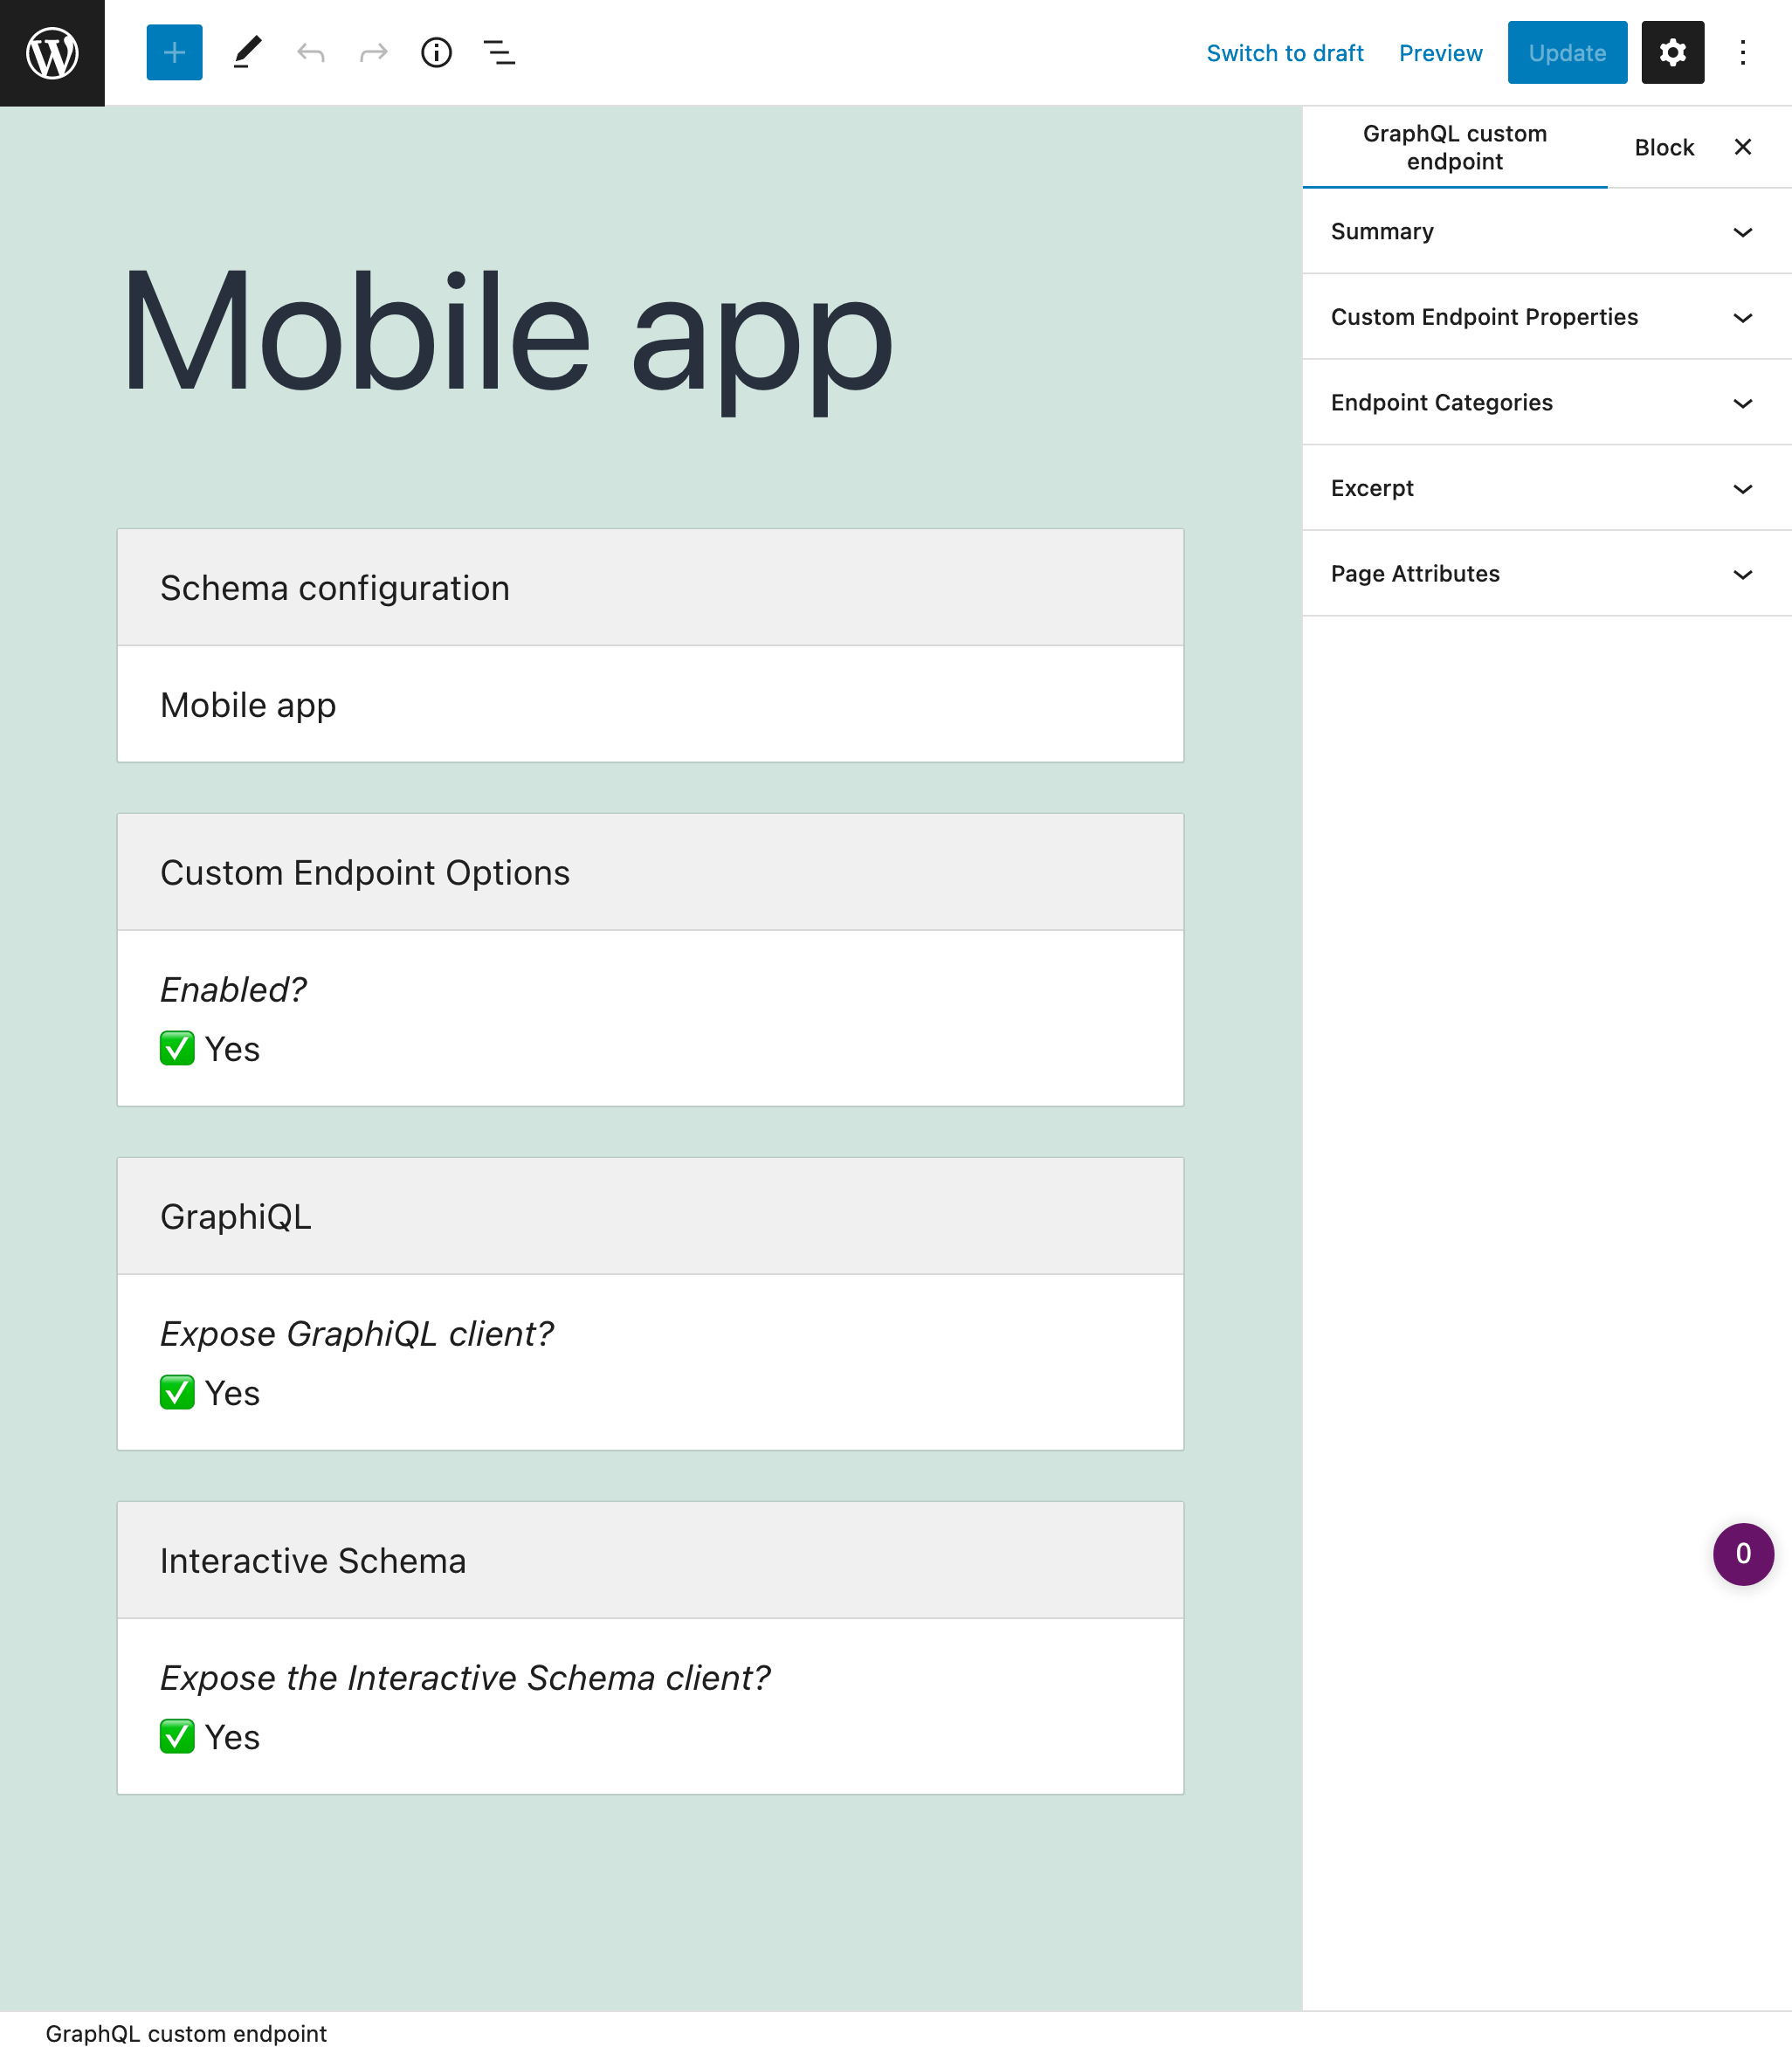 Switch to draft
Preview
Update
GraphQL custom
endpoint
Block
Summary
Custom Endpoint Properties
Endpoint Categories
Excerpt
Page Attributes
Mobile app
Schema configuration
Mobile app
Custom Endpoint Options
Enabled?
✅ Yes
GraphiQL
Expose GraphiQL client?
✅ Yes
Interactive Schema
Expose the Interactive Schema client?
✅ Yes
0
GraphQL custom endpoint